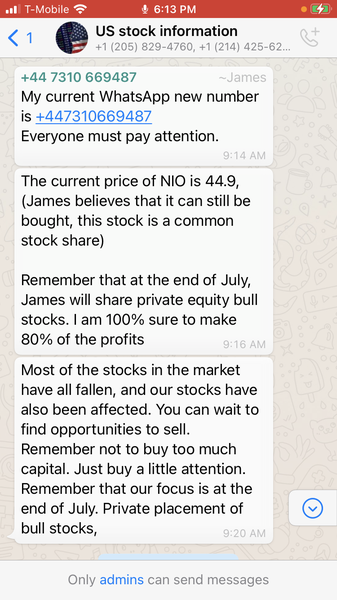 T-Mobile 6:13 PM
1 US stock information
+1 (205) 829-4760, +1 (214) 425-62...
+44 7310 669487 ~James
My current WhatsApp new number
is +447310669487
Everyone must pay attention.
9:14 AM
The current price of NIO is 44.9,
(James believes that it can still be
bought, this stock is a common
stock share)
Remember that at the end of July,
James will share private equity bull
stocks. I am 100% sure to make
80% of the profits
9:16 AM
Most of the stocks in the market
have all fallen, and our stocks have
also been affected. You can wait to
find opportunities to sell.
Remember not to buy too much
capital. Just buy a little attention.
Remember that our focus is at the
end of July. Private placement of
bull stocks,
9:20 AM
Only admins can send messages